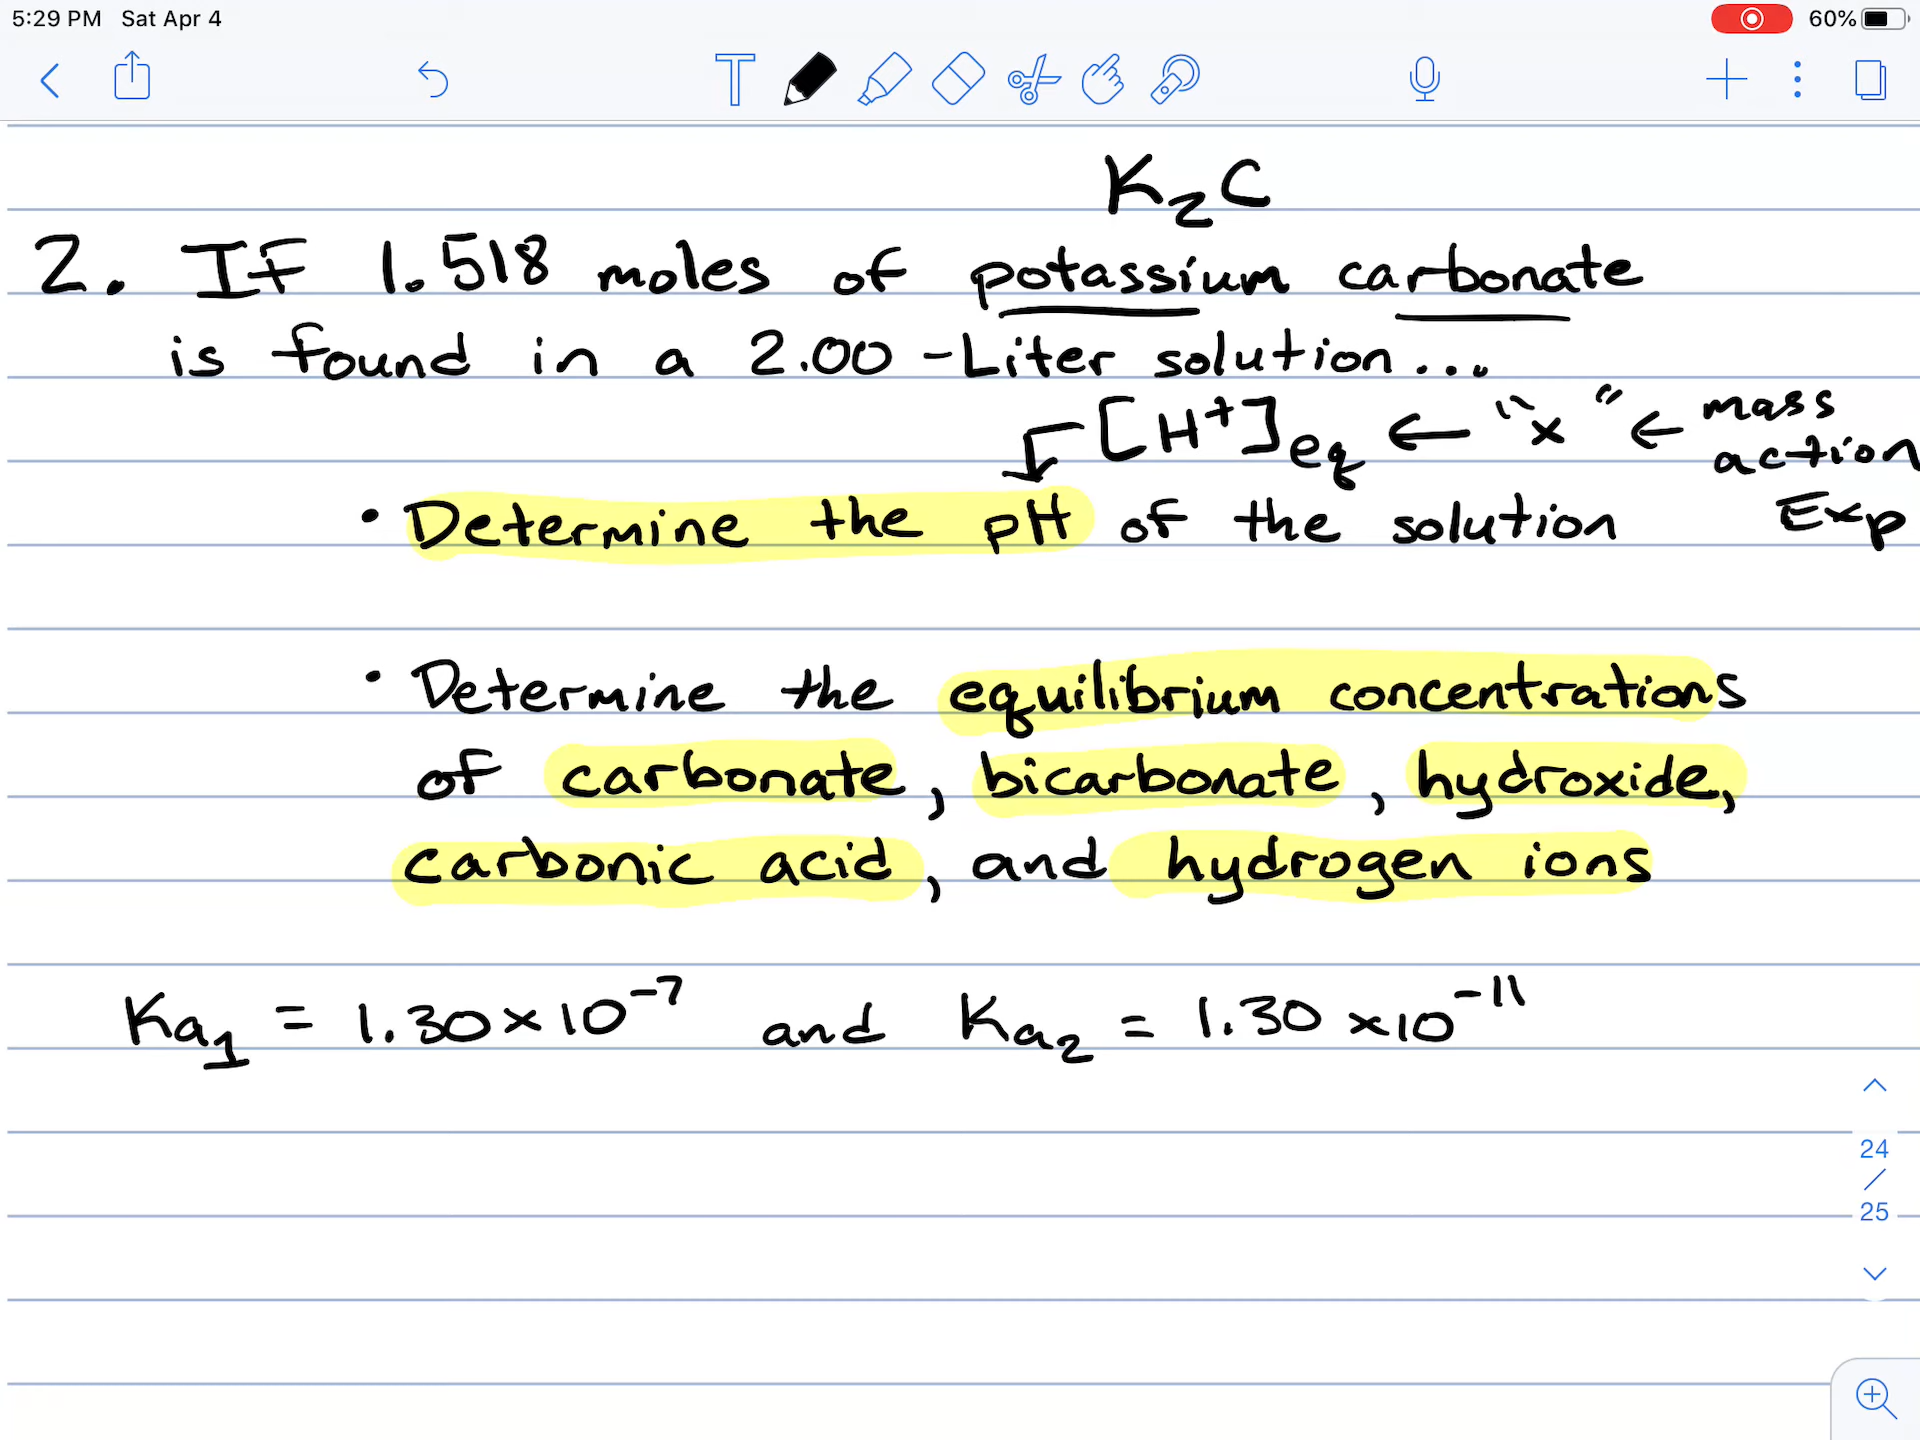 5:29 PM Sat Apr 4
60%
T
K₂C
2. IF 1.518 moles of potassium carbonate
is found in a 2.00-Liter solution...
[H⁺]eq ← "x" ← mass
action
Exp
• Determine the pH of the solution
• Determine the equilibrium concentrations
of carbonate, bicarbonate, hydroxide,
carbonic acid, and hydrogen ions
Ka₁ = 1.30 x 10⁻⁷ and Ka₂ = 1.30 x 10⁻¹¹
24
/
25